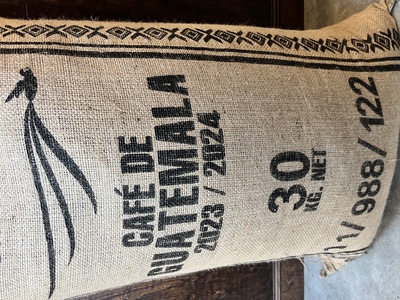 CAFÉ DE
GUATEMALA
2023 / 2024
30
KG. NET
11/988/122